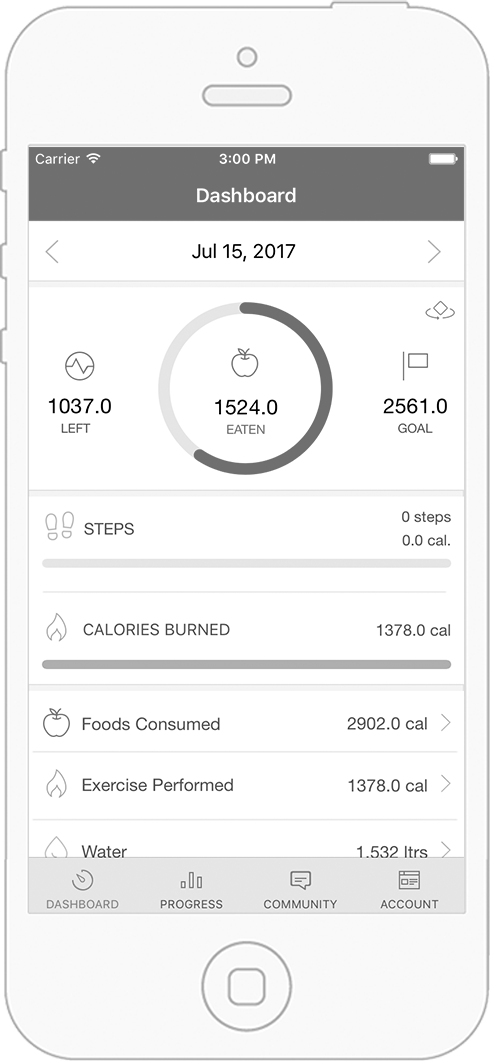 Carrier 3:00 PM
Dashboard
Jul 15, 2017
1037.0 1524.0 2561.0
LEFT EATEN GOAL
STEPS 0 steps
0.0 cal.
CALORIES BURNED 1378.0 cal
Foods Consumed 2902.0 cal
Exercise Performed 1378.0 cal
Water 1.532 ltrs
DASHBOARD PROGRESS COMMUNITY ACCOUNT